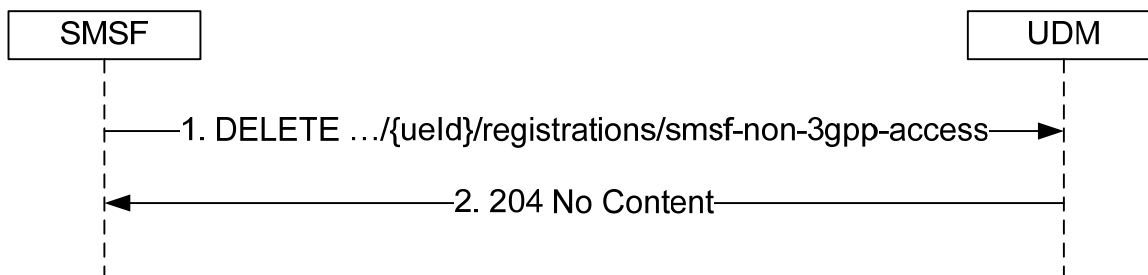 SMSF
UDM
1. DELETE …/{ueId}/registrations/smsf-non-3gpp-access
2. 204 No Content